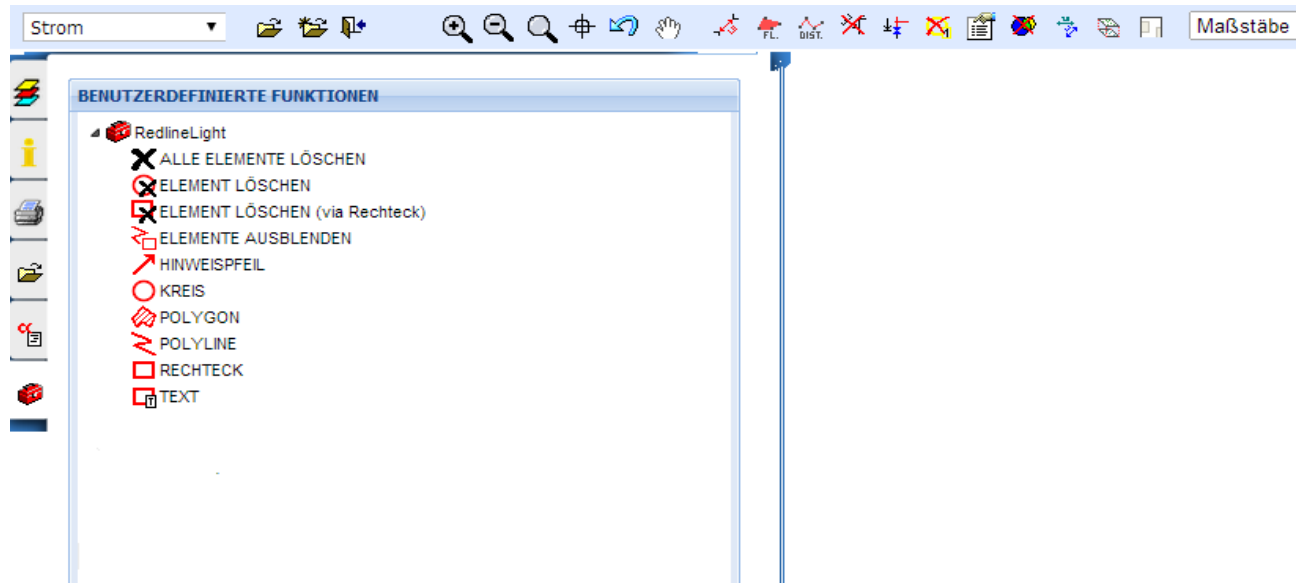 Strom
FL.
DIST.
1
Maßstäbe
BENUTZERDEFINIERTE FUNKTIONEN
RedlineLight
ALLE ELEMENTE LÖSCHEN
ELEMENT LÖSCHEN
ELEMENT LÖSCHEN (via Rechteck)
ELEMENTE AUSBLENDEN
HINWEISPFEIL
KREIS
POLYGON
POLYLINE
RECHTECK
T TEXT